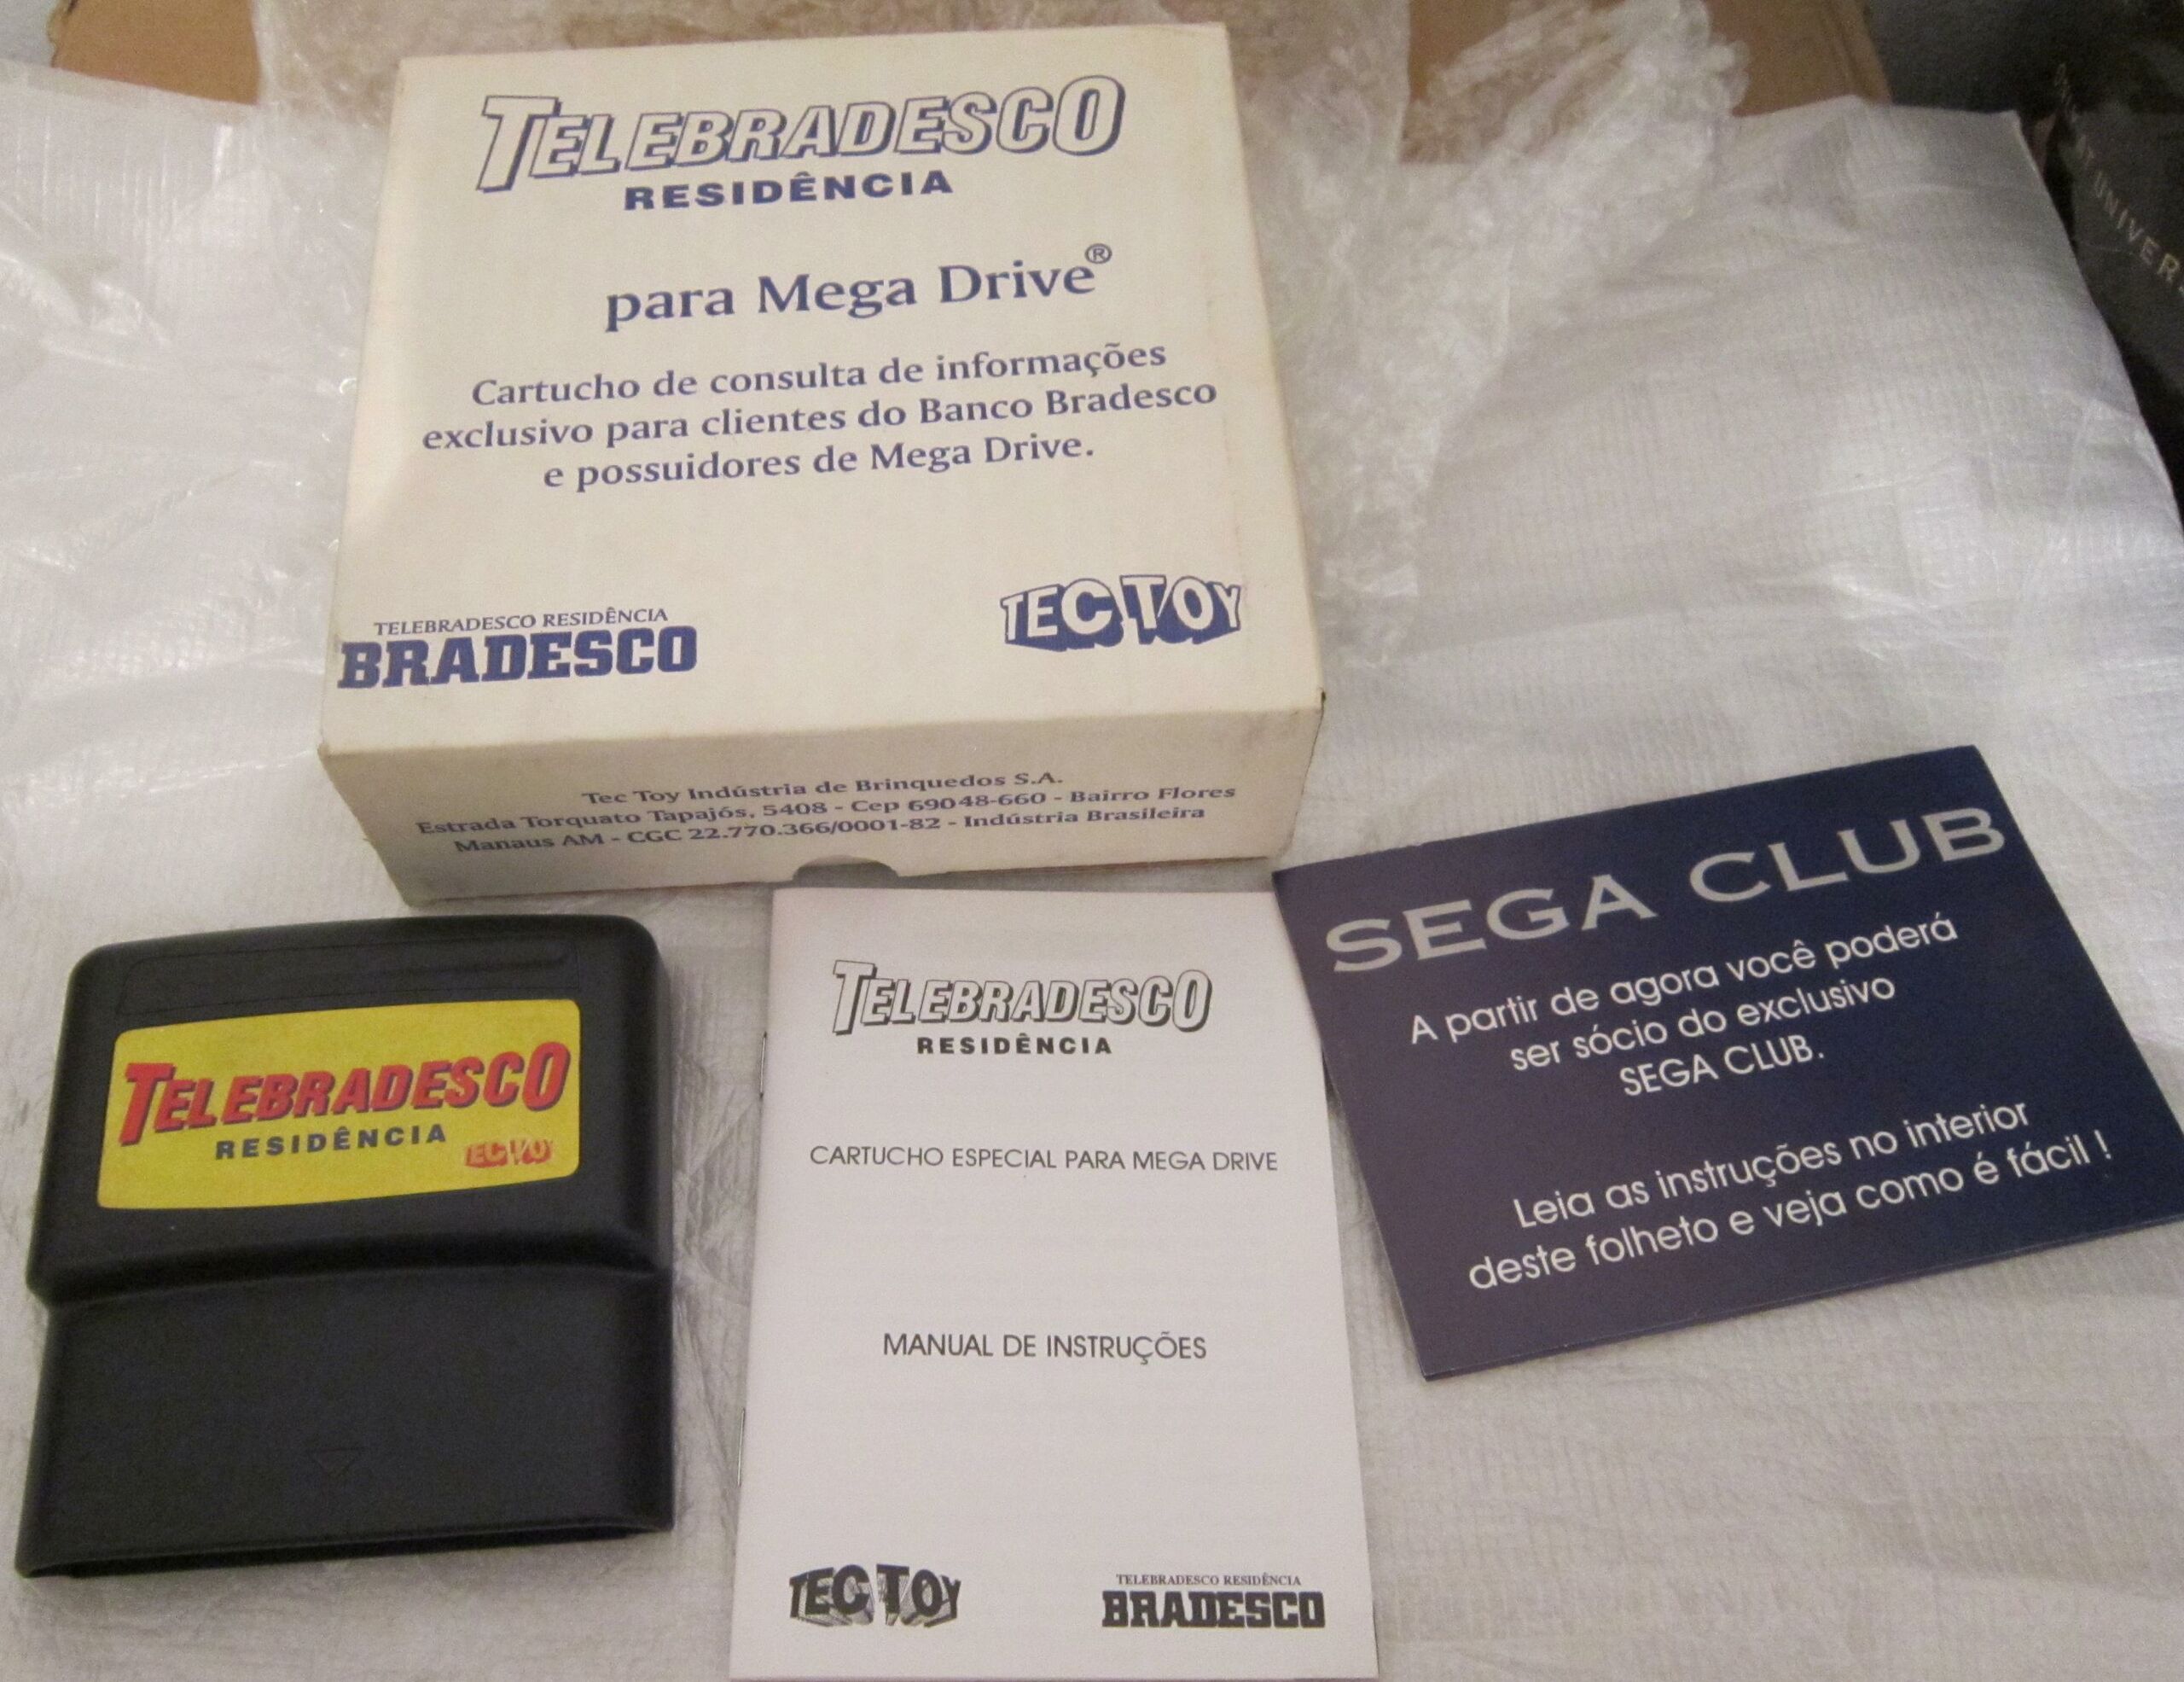 TELEBRADESCO
RESIDÊNCIA
para Mega Drive®
Cartucho de consulta de informações
exclusivo para clientes do Banco Bradesco
e possuidores de Mega Drive.
TELEBRADESCO RESIDÊNCIA
BRADESCO
TEC TOY
Tec Toy Indústria de Brinquedos S.A.
Estrada Torquato Tapajós, 5408 - Cep 69048-660 - Bairro Flores
Manaus AM - CGC 22.770.366/0001-82 - Indústria Brasileira
TELEBRADESCO
RESIDÊNCIA
TEC TOY
TELEBRADESCO
RESIDÊNCIA
CARTUCHO ESPECIAL PARA MEGA DRIVE
MANUAL DE INSTRUÇÕES
TEC TOY
TELEBRADESCO RESIDÊNCIA
BRADESCO
SEGA CLUB
A partir de agora você poderá
ser sócio do exclusivo
SEGA CLUB.
Leia as instruções no interior
deste folheto e veja como é fácil !